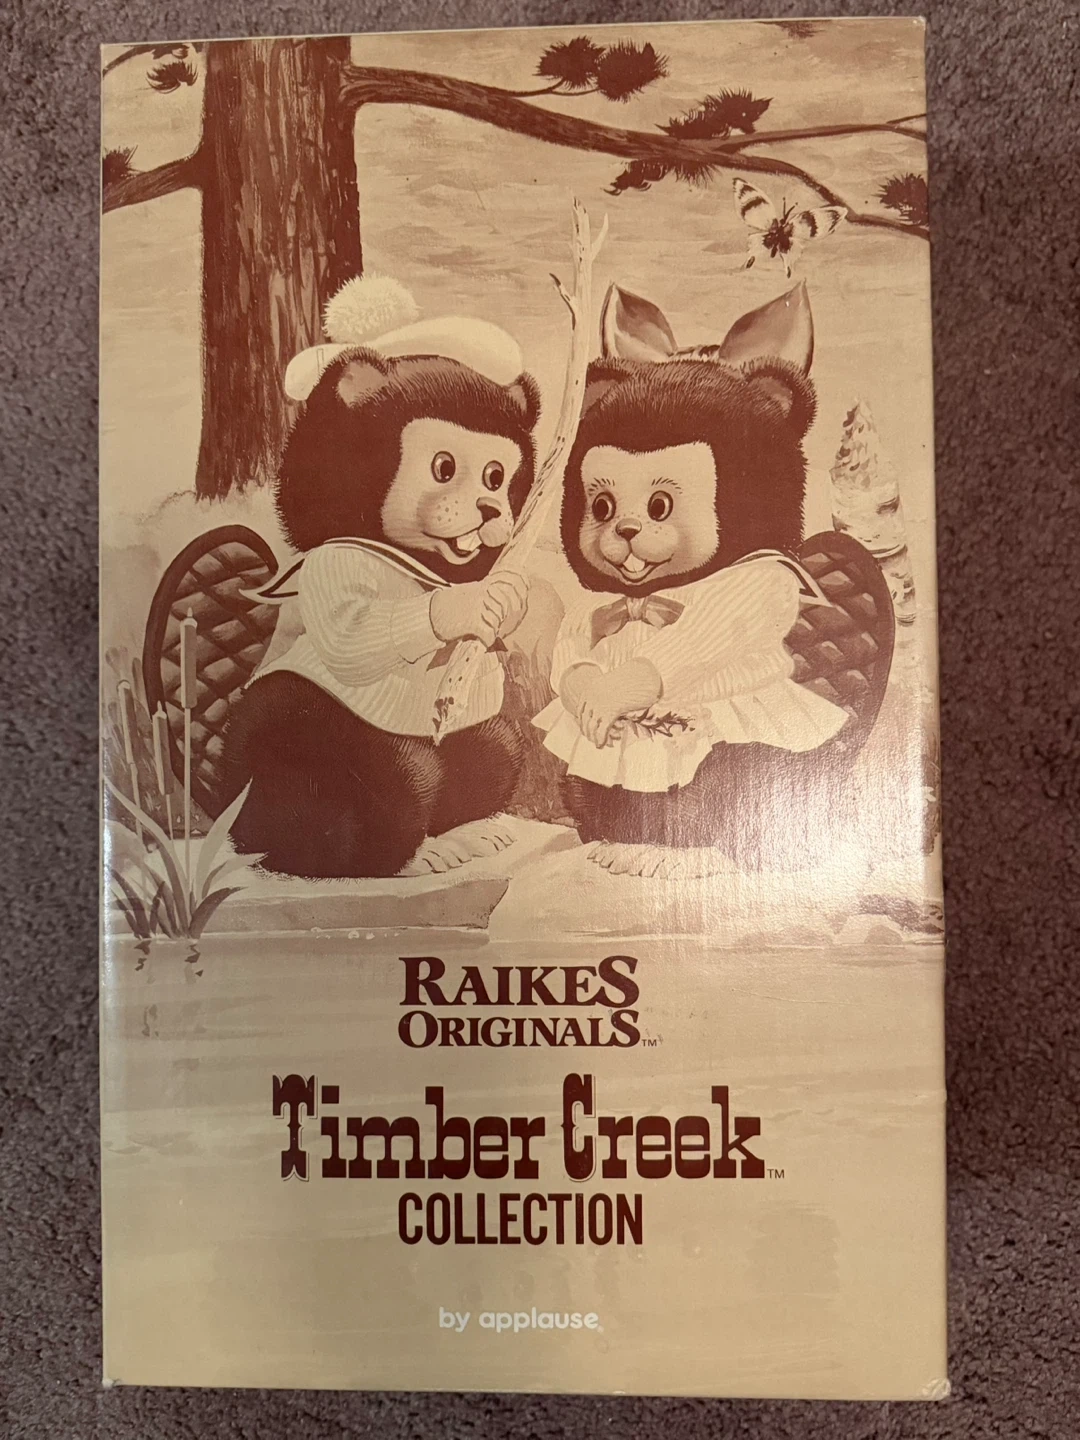 RAIKES
ORIGINALS™
Timber Creek™
COLLECTION
by applause®